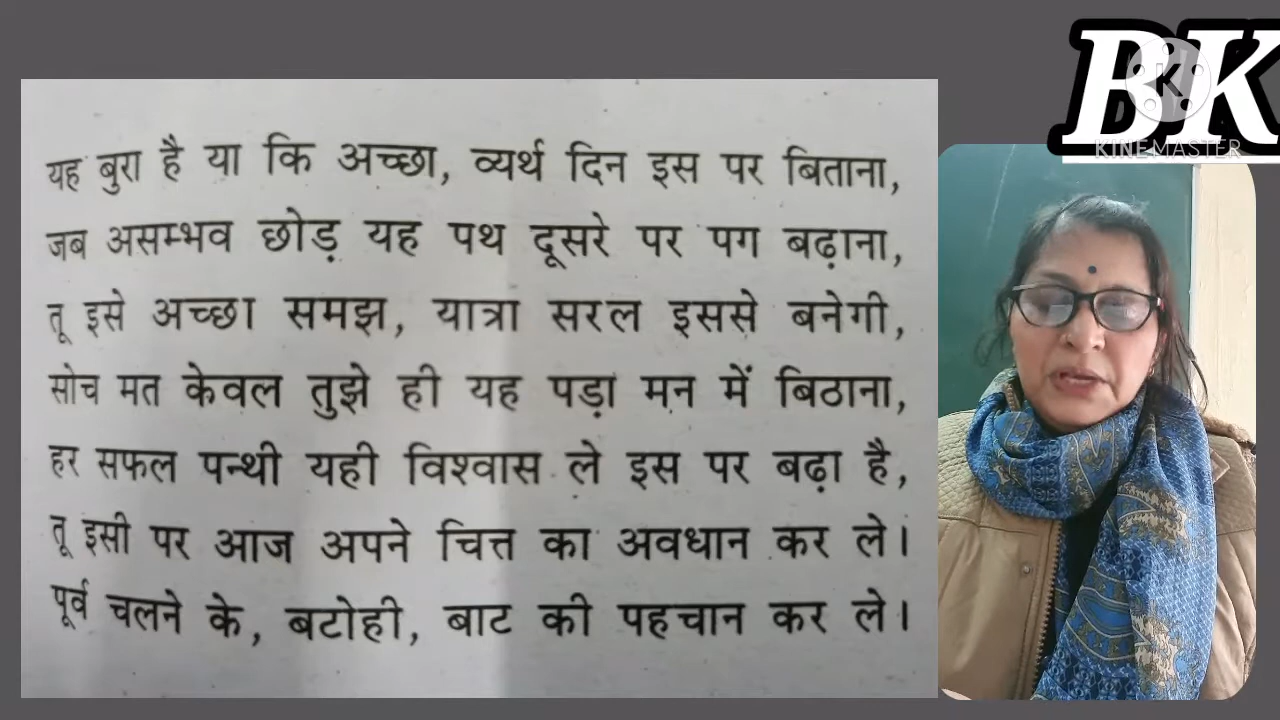 BK
KINEMASTER
यह बुरा है या कि अच्छा, व्यर्थ दिन इस पर बिताना,
जब असम्भव छोड़ यह पथ दूसरे पर पग बढ़ाना,
तू इसे अच्छा समझ, यात्रा सरल इससे बनेगी,
सोच मत केवल तुझे ही यह पड़ा मन में बिठाना,
हर सफल पन्थी यही विश्वास ले इस पर बढ़ा है,
तू इसी पर आज अपने चित्त का अवधान कर ले।
पूर्व चलने के, बटोही, बाट की पहचान कर ले।